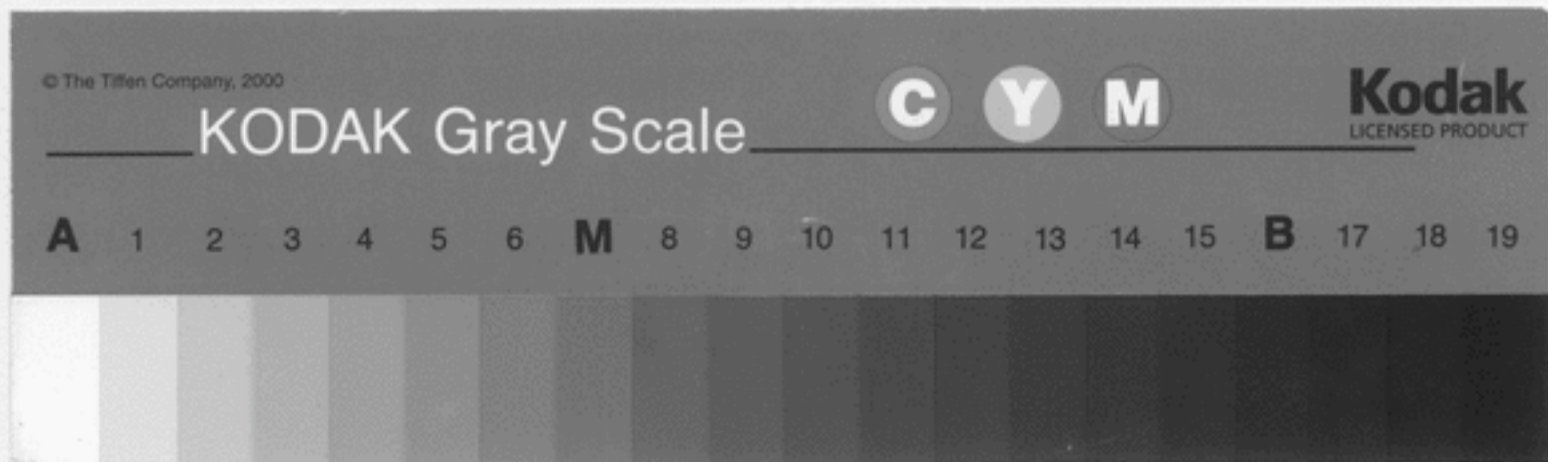 © The Tiffen Company, 2000
KODAK Gray Scale
C Y M
Kodak
LICENSED PRODUCT
A 1 2 3 4 5 6 M 8 9 10 11 12 13 14 15 B 17 18 19